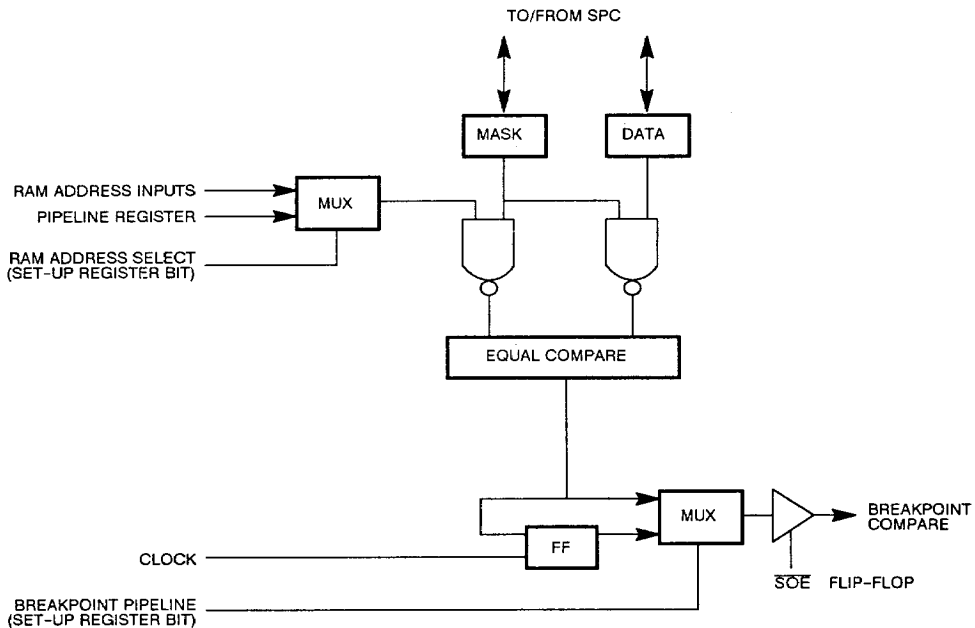 TO/FROM SPC
MASK
DATA
RAM ADDRESS INPUTS
PIPELINE REGISTER
MUX
RAM ADDRESS SELECT
(SET-UP REGISTER BIT)
EQUAL COMPARE
MUX
BREAKPOINT
COMPARE
FF
CLOCK
SOE FLIP-FLOP
BREAKPOINT PIPELINE
(SET-UP REGISTER BIT)